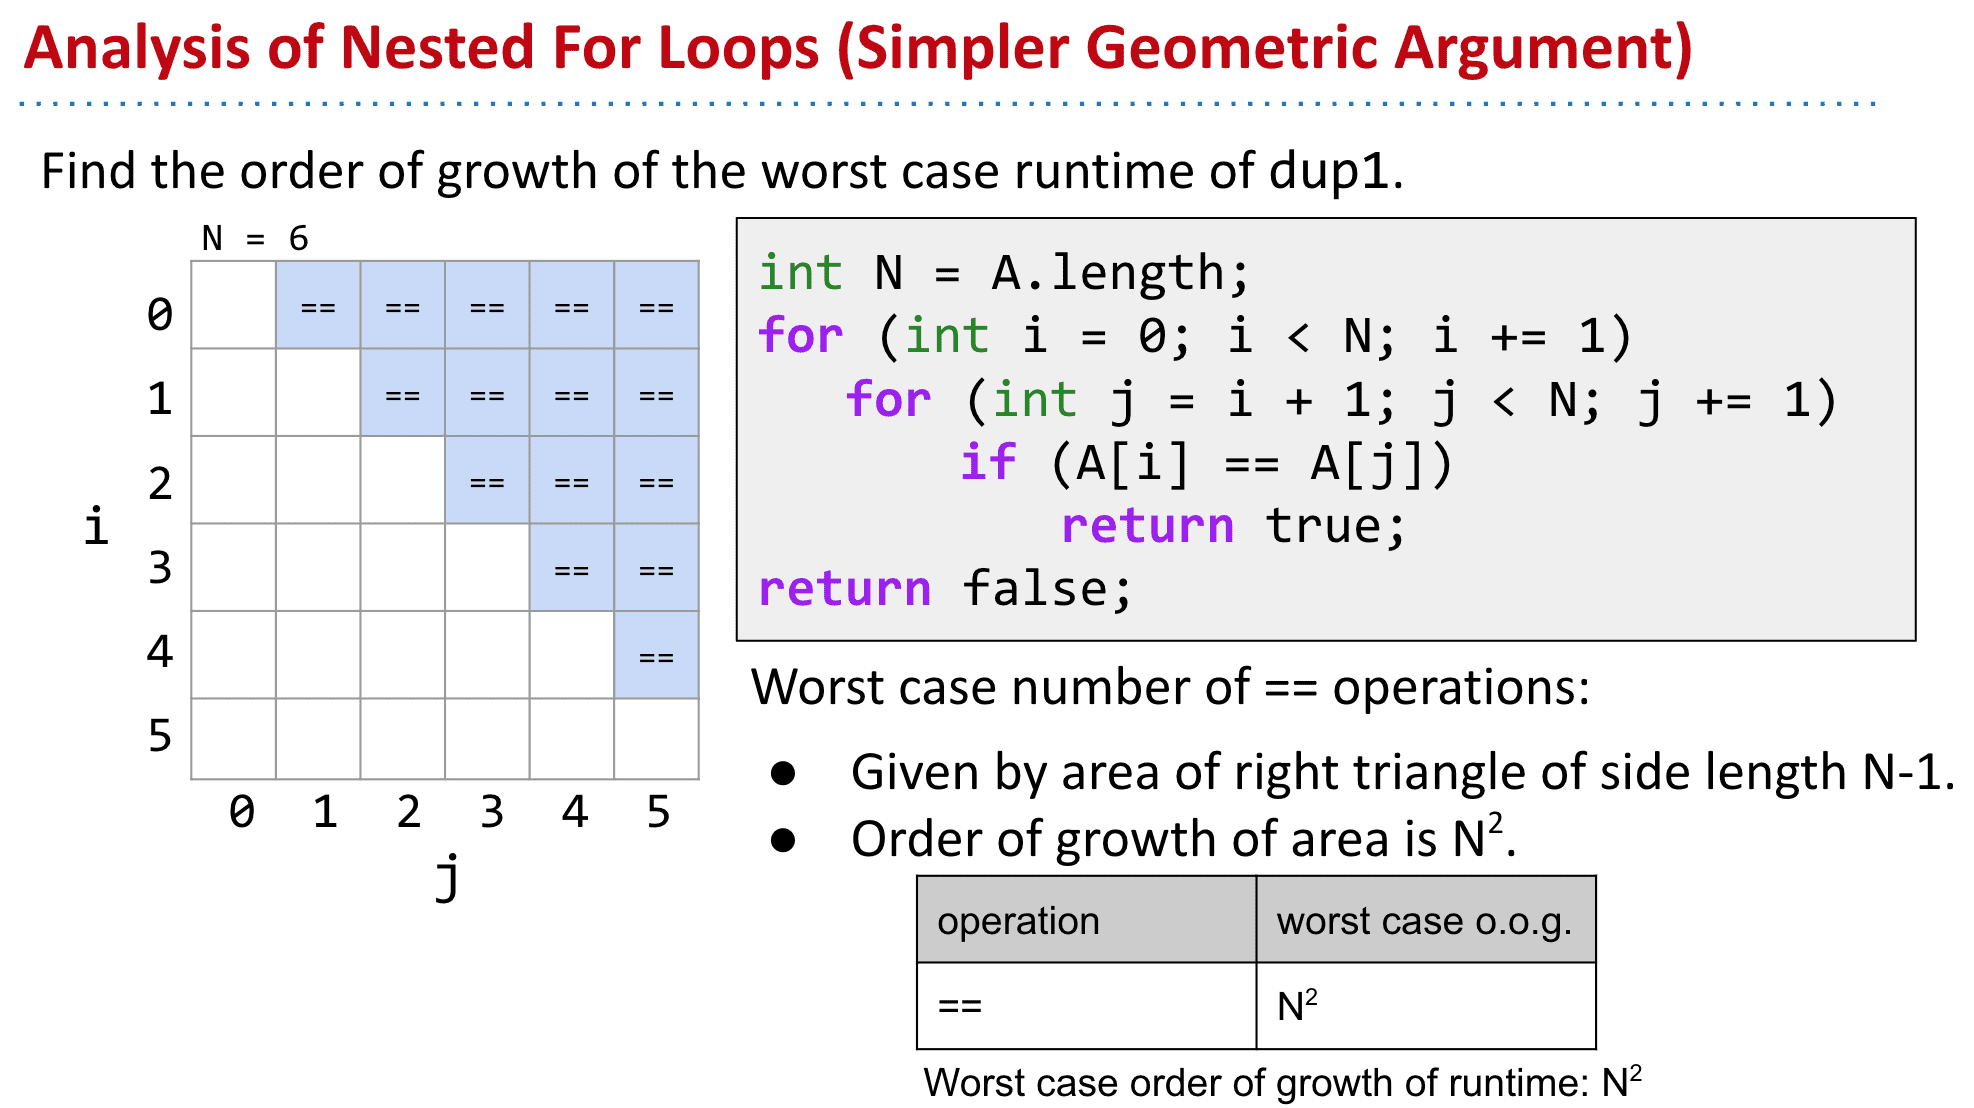 Analysis of Nested For Loops (Simpler Geometric Argument)
Find the order of growth of the worst case runtime of dup1.
N = 6
0 == == == == ==
1 == == == ==
2 == == ==
i
3 == ==
4 ==
5
0 1 2 3 4 5
j
int N = A.length;
for (int i = 0; i < N; i += 1)
for (int j = i + 1; j < N; j += 1)
if (A[i] == A[j])
return true;
return false;
Worst case number of == operations:
● Given by area of right triangle of side length N-1.
● Order of growth of area is N².
operation worst case o.o.g.
== N²
Worst case order of growth of runtime: N²